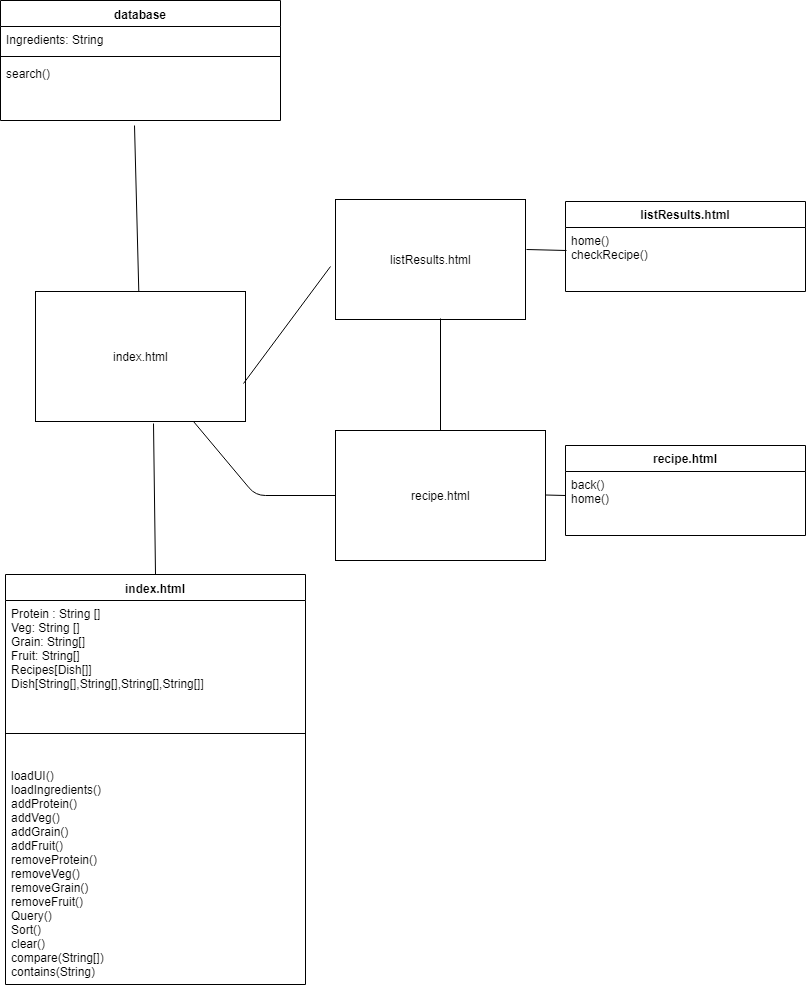 database
Ingredients: String
search()
listResults.html
listResults.html
home()
checkRecipe()
index.html
recipe.html
recipe.html
back()
home()
index.html
Protein : String []
Veg: String []
Grain: String[]
Fruit: String[]
Recipes[Dish[]]
Dish[String[],String[],String[],String[]]
loadUI()
loadIngredients()
addProtein()
addVeg()
addGrain()
addFruit()
removeProtein()
removeVeg()
removeGrain()
removeFruit()
Query()
Sort()
clear()
compare(String[])
contains(String)